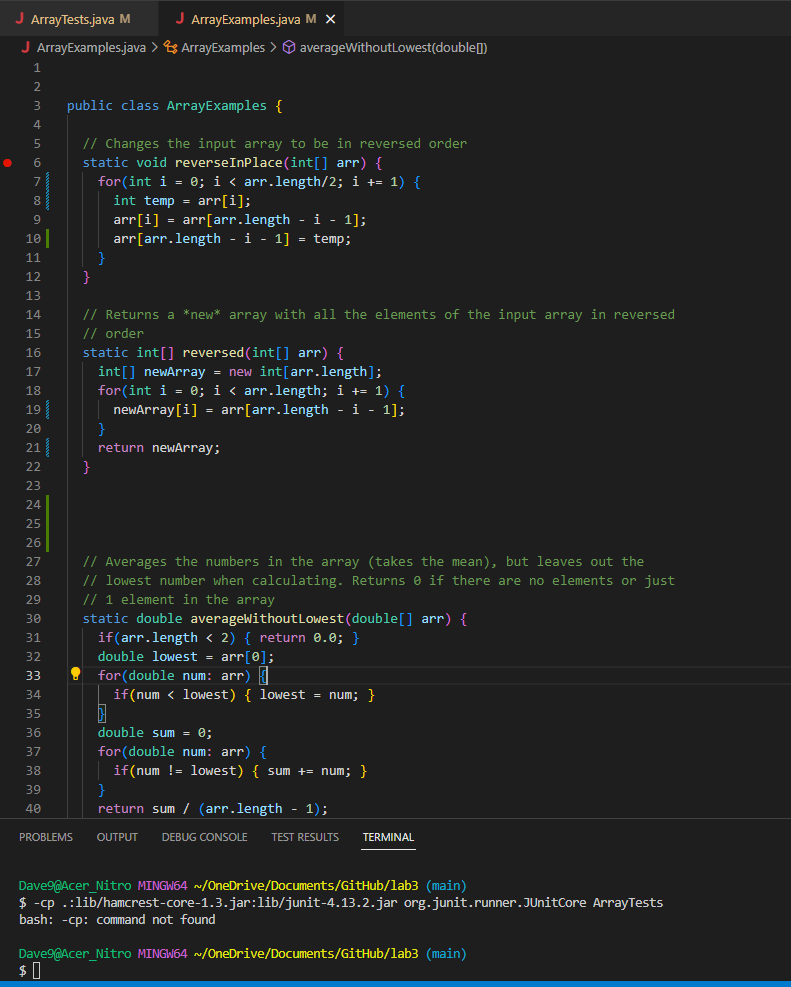 J ArrayTests.java M J ArrayExamples.java M ×
J ArrayExamples.java > ArrayExamples > averageWithoutLowest(double[])
1
2
3 public class ArrayExamples {
4
5 // Changes the input array to be in reversed order
6 static void reverseInPlace(int[] arr) {
7 for(int i = 0; i < arr.length/2; i += 1) {
8 int temp = arr[i];
9 arr[i] = arr[arr.length - i - 1];
10 arr[arr.length - i - 1] = temp;
11 }
12 }
13
14 // Returns a *new* array with all the elements of the input array in reversed
15 // order
16 static int[] reversed(int[] arr) {
17 int[] newArray = new int[arr.length];
18 for(int i = 0; i < arr.length; i += 1) {
19 newArray[i] = arr[arr.length - i - 1];
20 }
21 return newArray;
22 }
23
24
25
26
27 // Averages the numbers in the array (takes the mean), but leaves out the
28 // lowest number when calculating. Returns 0 if there are no elements or just
29 // 1 element in the array
30 static double averageWithoutLowest(double[] arr) {
31 if(arr.length < 2) { return 0.0; }
32 double lowest = arr[0];
33 for(double num: arr) {
34 if(num < lowest) { lowest = num; }
35 }
36 double sum = 0;
37 for(double num: arr) {
38 if(num != lowest) { sum += num; }
39 }
40 return sum / (arr.length - 1);
PROBLEMS OUTPUT DEBUG CONSOLE TEST RESULTS TERMINAL
Dave9@Acer_Nitro MINGW64 ~/OneDrive/Documents/GitHub/lab3 (main)
$ -cp .:lib/hamcrest-core-1.3.jar:lib/junit-4.13.2.jar org.junit.runner.JUnitCore ArrayTests
bash: -cp: command not found
Dave9@Acer_Nitro MINGW64 ~/OneDrive/Documents/GitHub/lab3 (main)
$